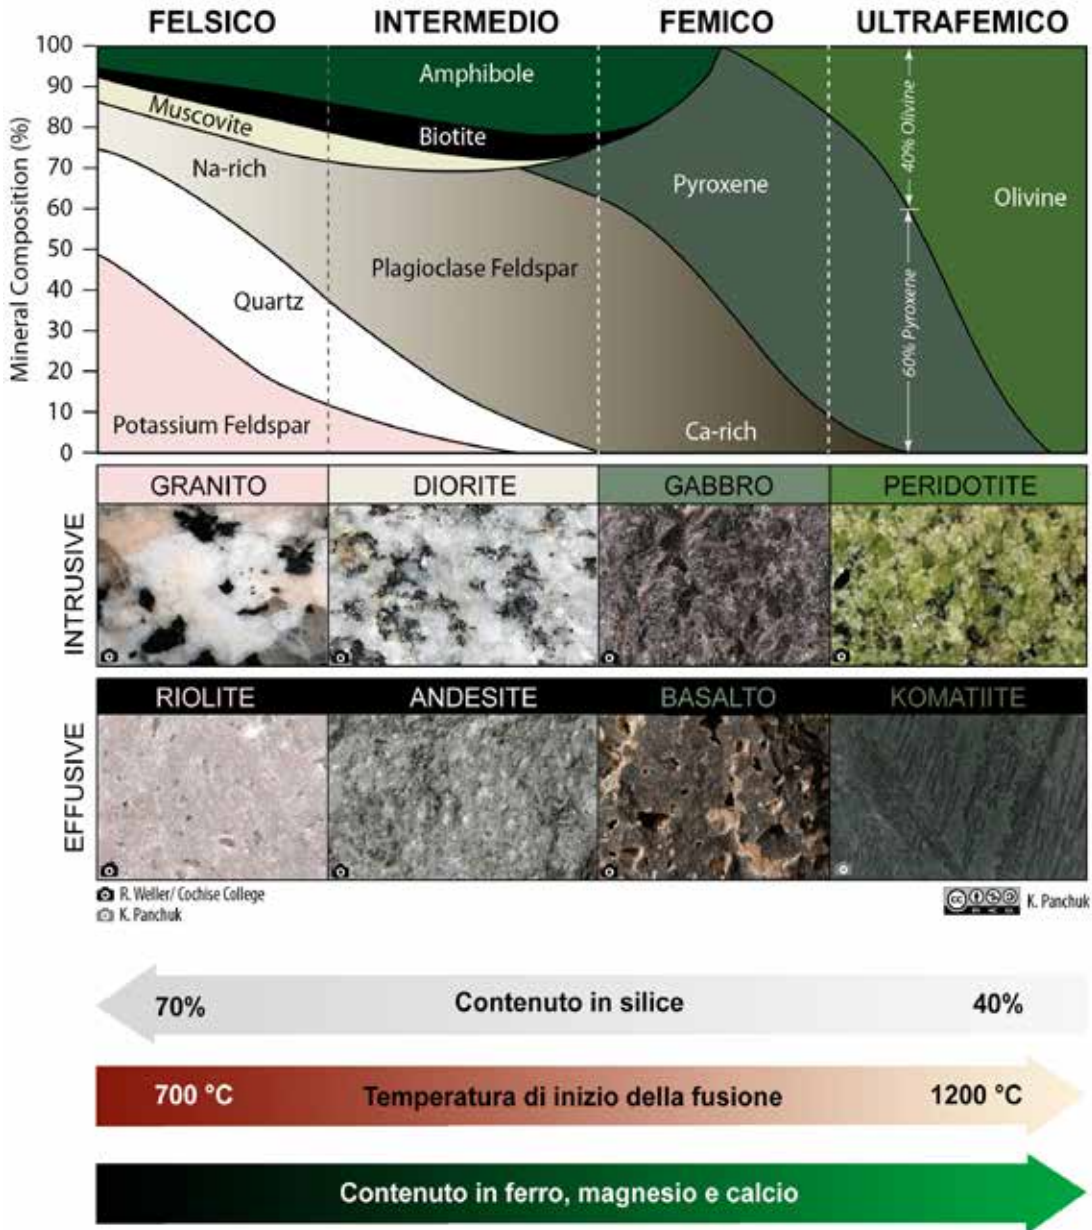 FELSICO INTERMEDIO FEMICO ULTRAFEMICO
Mineral Composition (%)
100
90
80
70
60
50
40
30
20
10
0
Amphibole
Muscovite
Biotite
Na-rich
Pyroxene
Olivine
40% Olivine
60% Pyroxene
Plagioclase Feldspar
Quartz
Potassium Feldspar
Ca-rich
INTRUSIVE
GRANITO DIORITE GABBRO PERIDOTITE
EFFUSIVE
RIOLITE ANDESITE BASALTO KOMATIITE
R. Weller/ Cochise College
K. Panchuk
K. Panchuk
70% Contenuto in silice 40%
700 °C Temperatura di inizio della fusione 1200 °C
Contenuto in ferro, magnesio e calcio